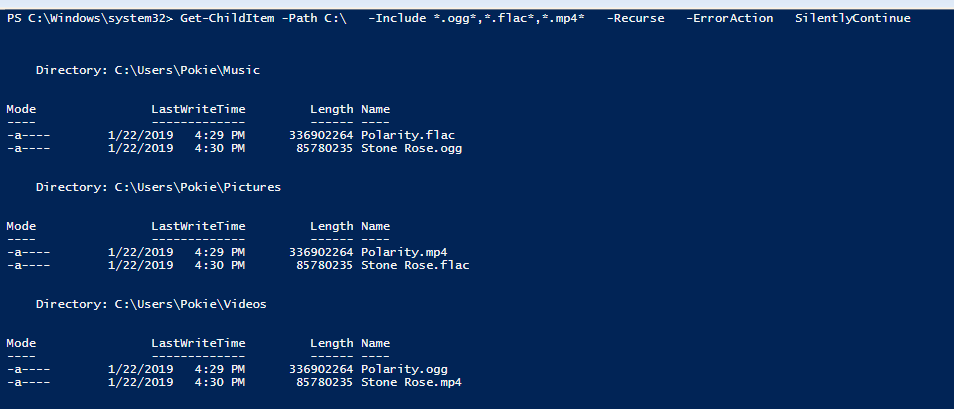 PS C:\Windows\system32> Get-ChildItem -Path C:\   -Include *.ogg*,*.flac*,*.mp4*   -Recurse   -ErrorAction   SilentlyContinue
Directory: C:\Users\Pokie\Music
Mode                LastWriteTime         Length Name
----                -------------         ------ ----
-a----        1/22/2019   4:29 PM      336902264 Polarity.flac
-a----        1/22/2019   4:30 PM       85780235 Stone Rose.ogg
Directory: C:\Users\Pokie\Pictures
Mode                LastWriteTime         Length Name
----                -------------         ------ ----
-a----        1/22/2019   4:29 PM      336902264 Polarity.mp4
-a----        1/22/2019   4:30 PM       85780235 Stone Rose.flac
Directory: C:\Users\Pokie\Videos
Mode                LastWriteTime         Length Name
----                -------------         ------ ----
-a----        1/22/2019   4:29 PM      336902264 Polarity.ogg
-a----        1/22/2019   4:30 PM       85780235 Stone Rose.mp4